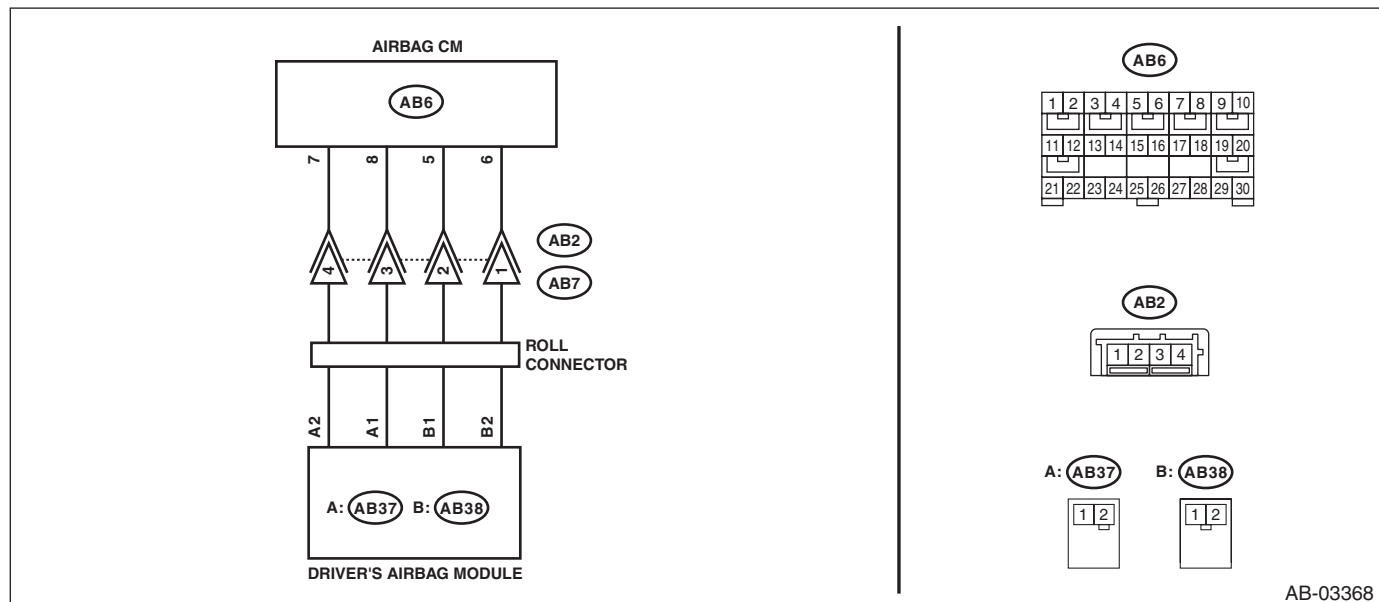 AIRBAG CM
AB6
7 8 5 6
4 3 2 1
AB2
AB7
ROLL
CONNECTOR
A2 A1 B1 B2
A: AB37 B: AB38
DRIVER'S AIRBAG MODULE
AB6
1 2 3 4 5 6 7 8 9 10
11 12 13 14 15 16 17 18 19 20
21 22 23 24 25 26 27 28 29 30
AB2
1 2 3 4
A: AB37 B: AB38
1 2 1 2
AB-03368